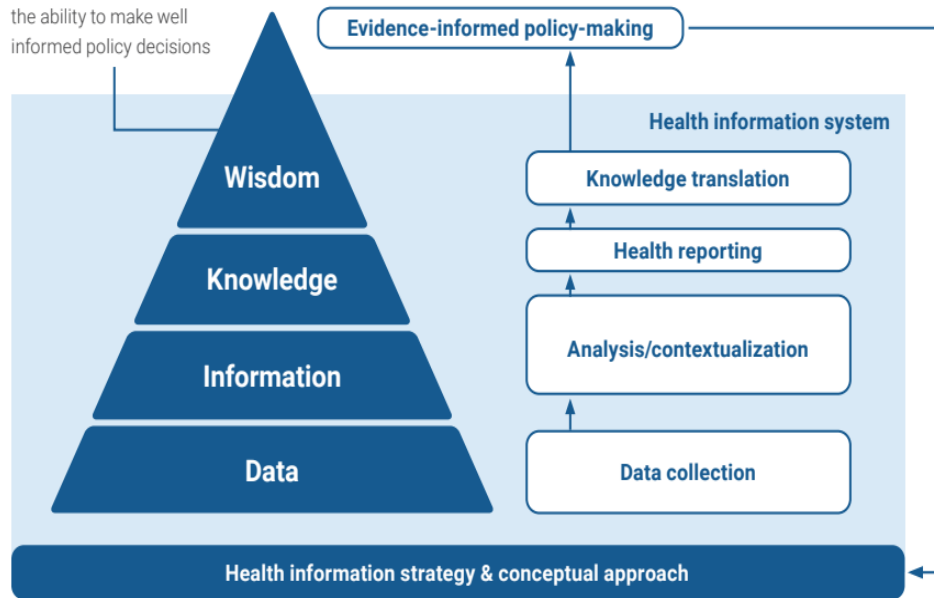 the ability to make well
informed policy decisions
Evidence-informed policy-making
Health information system
Wisdom
Knowledge translation
Health reporting
Knowledge
Analysis/contextualization
Information
Data
Data collection
Health information strategy & conceptual approach